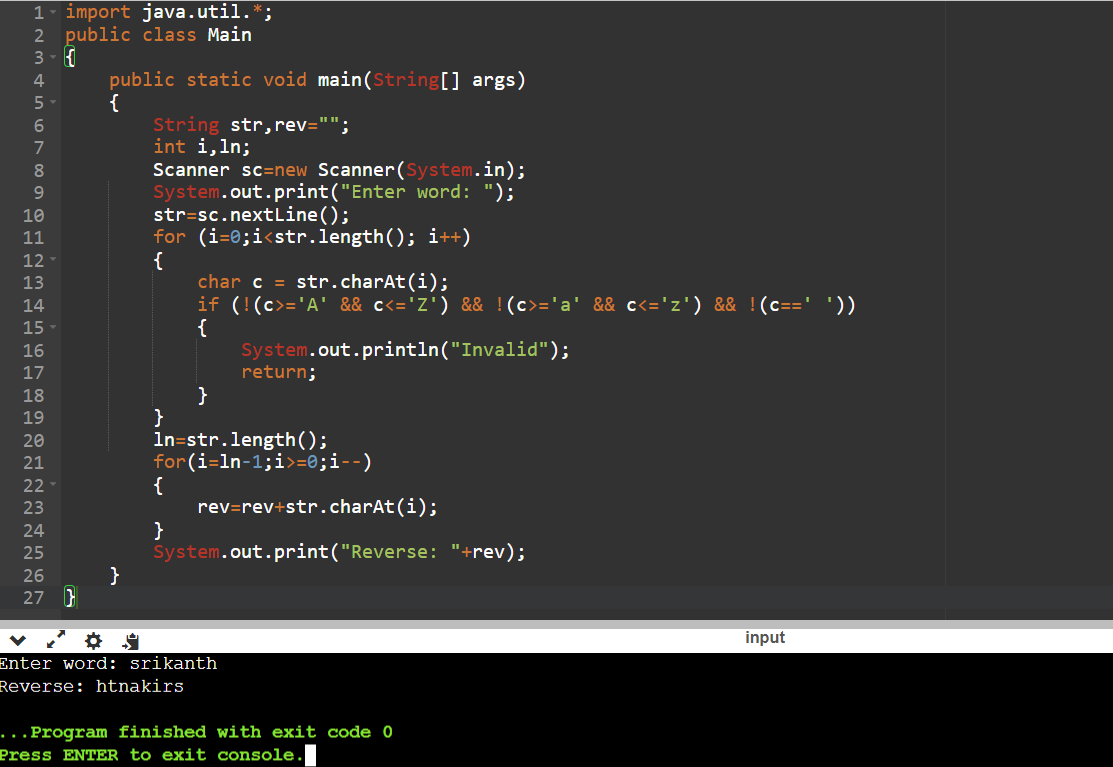 1 import java.util.*;
2 public class Main
3 {
4     public static void main(String[] args)
5     {
6         String str,rev="";
7         int i,ln;
8         Scanner sc=new Scanner(System.in);
9         System.out.print("Enter word: ");
10         str=sc.nextLine();
11         for (i=0;i<str.length(); i++)
12         {
13             char c = str.charAt(i);
14             if (!(c>='A' && c<='Z') && !(c>='a' && c<='z') && !(c==' '))
15             {
16                 System.out.println("Invalid");
17                 return;
18             }
19         }
20         ln=str.length();
21         for(i=ln-1;i>=0;i--)
22         {
23             rev=rev+str.charAt(i);
24         }
25         System.out.print("Reverse: "+rev);
26     }
27 }
input
Enter word: srikanth
Reverse: htnakirs

...Program finished with exit code 0
Press ENTER to exit console.